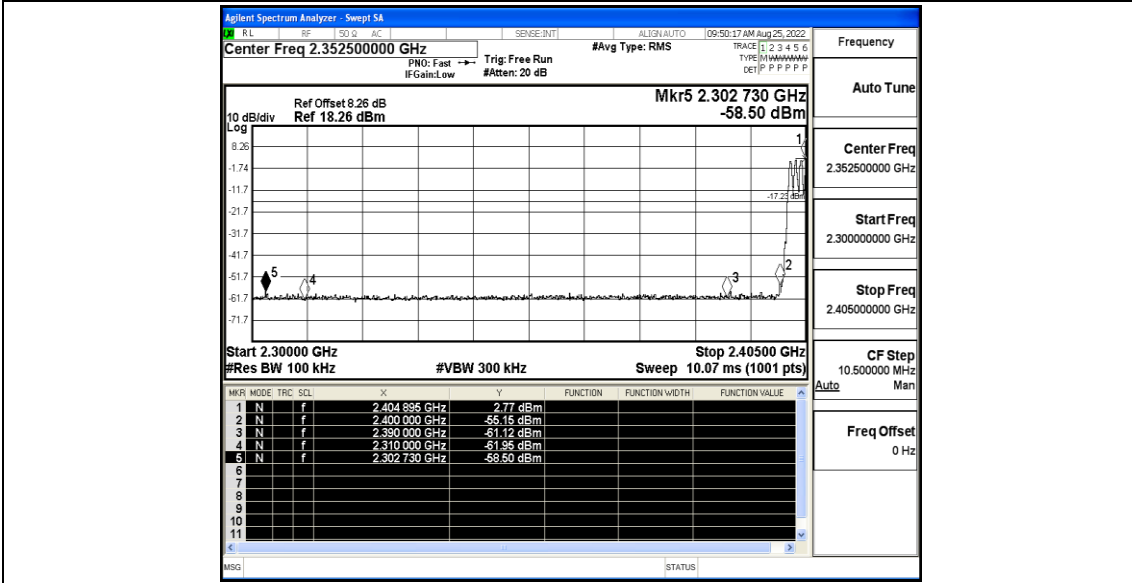 Agilent Spectrum Analyzer - Swept SA
RL RF 50 Ω AC SENSE:INT ALIGN AUTO 09:50:17 AM Aug 25, 2022
Center Freq 2.352500000 GHz #Avg Type: RMS TRACE 1 2 3 4 5 6
PNO: Fast Trig: Free Run TYPE M WWWWW
IFGain:Low #Atten: 20 dB DET P P P P P P
Mkr5 2.302 730 GHz
Ref Offset 8.26 dB
10 dB/div Ref 18.26 dBm -58.50 dBm
Log
8.26
-1.74
-11.7
-21.7
-31.7
-41.7
-51.7
-61.7
-71.7
1
-17.23 dBm
2
3
4
5
Start 2.30000 GHz Stop 2.40500 GHz
#Res BW 100 kHz #VBW 300 kHz Sweep 10.07 ms (1001 pts)
MKR MODE TRC SCL X Y FUNCTION FUNCTION WIDTH FUNCTION VALUE
1 N f 2.404 895 GHz 2.77 dBm
2 N f 2.400 000 GHz -55.15 dBm
3 N f 2.390 000 GHz -61.12 dBm
4 N f 2.310 000 GHz -61.95 dBm
5 N f 2.302 730 GHz -58.50 dBm
6
7
8
9
10
11
MSG STATUS
Frequency
Auto Tune
Center Freq
2.352500000 GHz
Start Freq
2.300000000 GHz
Stop Freq
2.405000000 GHz
CF Step
10.500000 MHz
Auto Man
Freq Offset
0 Hz